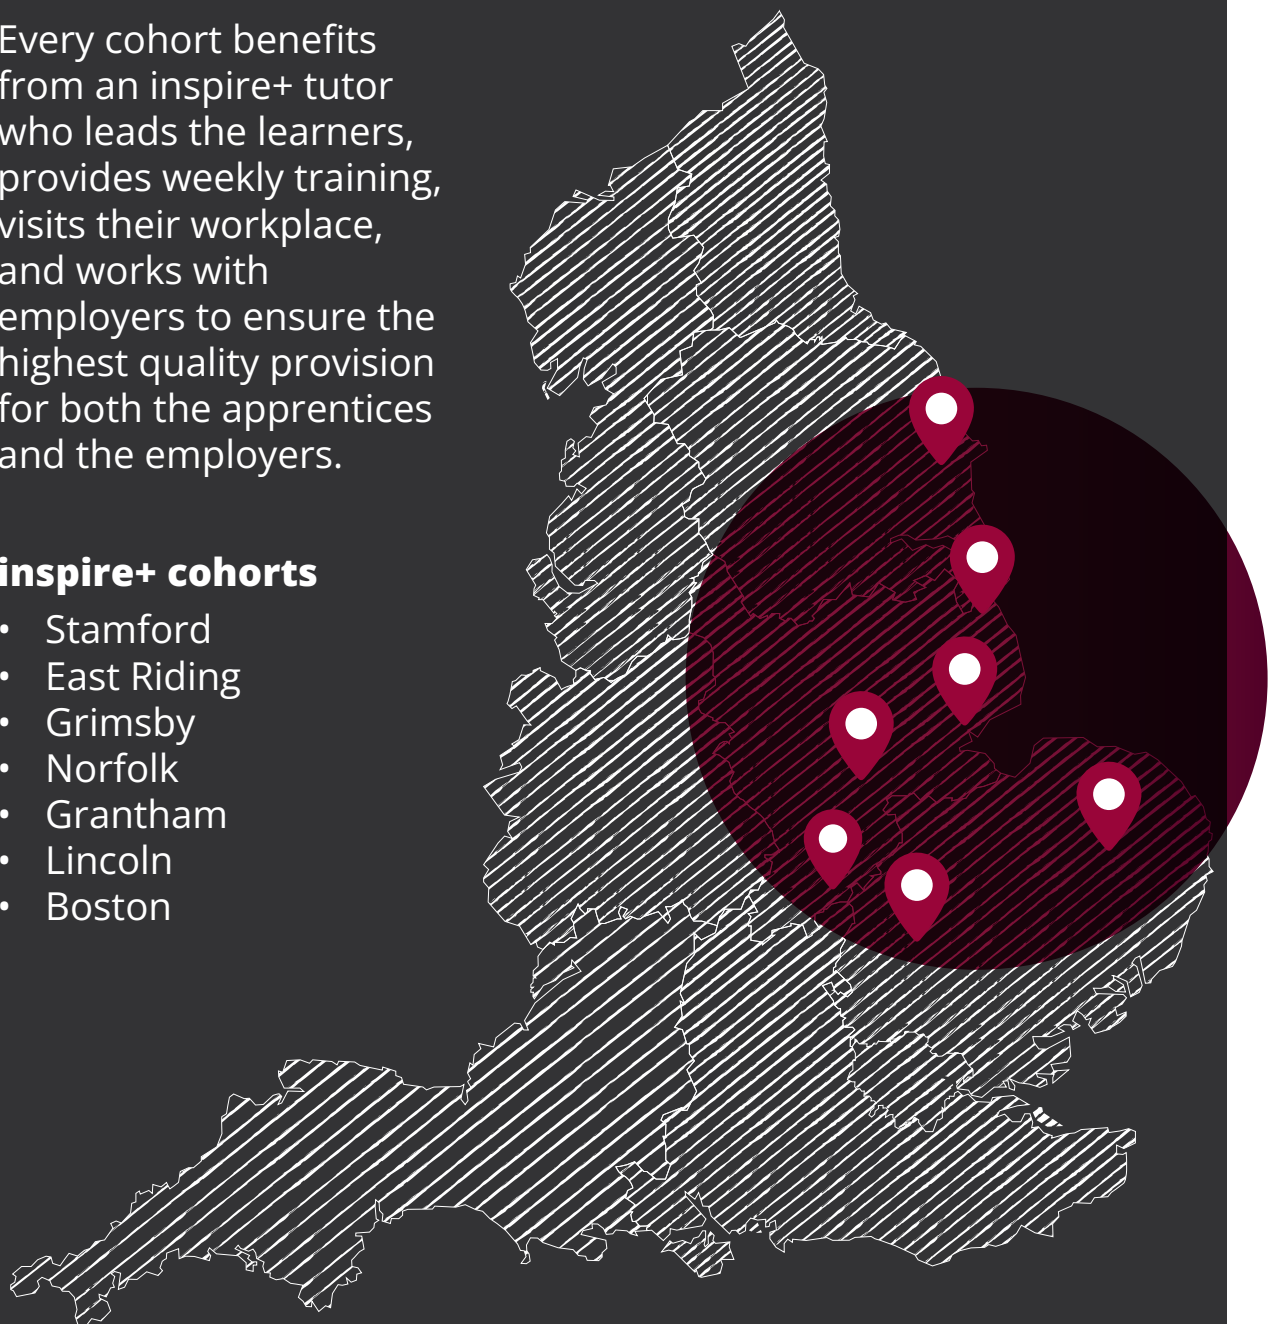 Every cohort benefits
from an inspire+ tutor
who leads the learners,
provides weekly training,
visits their workplace,
and works with
employers to ensure the
highest quality provision
for both the apprentices
and the employers.
inspire+ cohorts
• Stamford
• East Riding
• Grimsby
• Norfolk
• Grantham
• Lincoln
• Boston